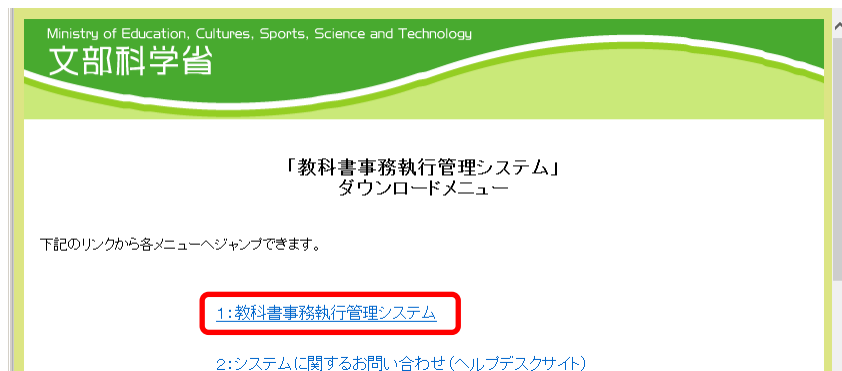 Ministry of Education, Cultures, Sports, Science and Technology
文部科学省
「教科書事務執行管理システム」
ダウンロードメニュー
下記のリンクから各メニューへジャンプできます。
1:教科書事務執行管理システム
2:システムに関するお問い合わせ(ヘルプデスクサイト)